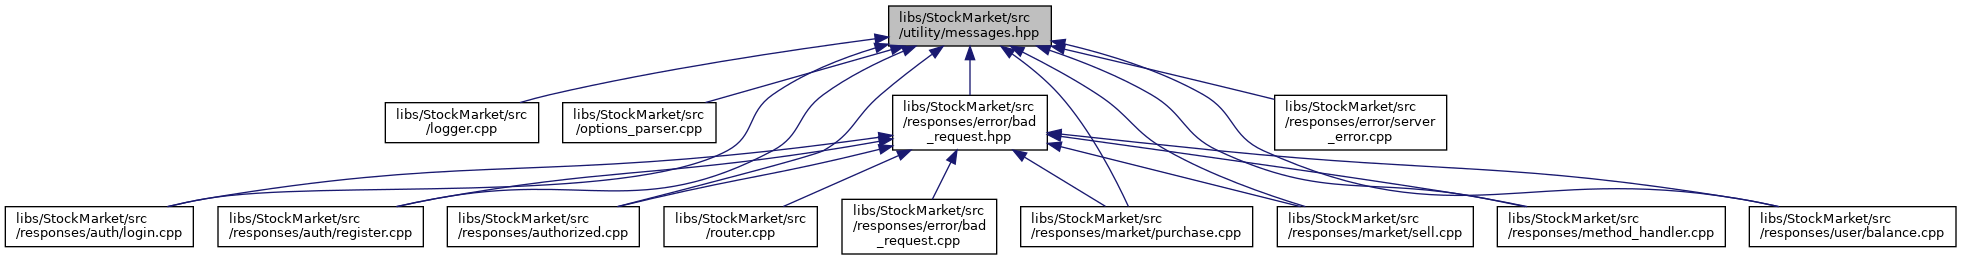 libs/StockMarket/src
/utility/messages.hpp
libs/StockMarket/src
/logger.cpp
libs/StockMarket/src
/options_parser.cpp
libs/StockMarket/src
/responses/error/bad
_request.hpp
libs/StockMarket/src
/responses/error/server
_error.cpp
libs/StockMarket/src
/responses/auth/login.cpp
libs/StockMarket/src
/responses/auth/register.cpp
libs/StockMarket/src
/responses/authorized.cpp
libs/StockMarket/src
/router.cpp
libs/StockMarket/src
/responses/error/bad
_request.cpp
libs/StockMarket/src
/responses/market/purchase.cpp
libs/StockMarket/src
/responses/market/sell.cpp
libs/StockMarket/src
/responses/method_handler.cpp
libs/StockMarket/src
/responses/user/balance.cpp